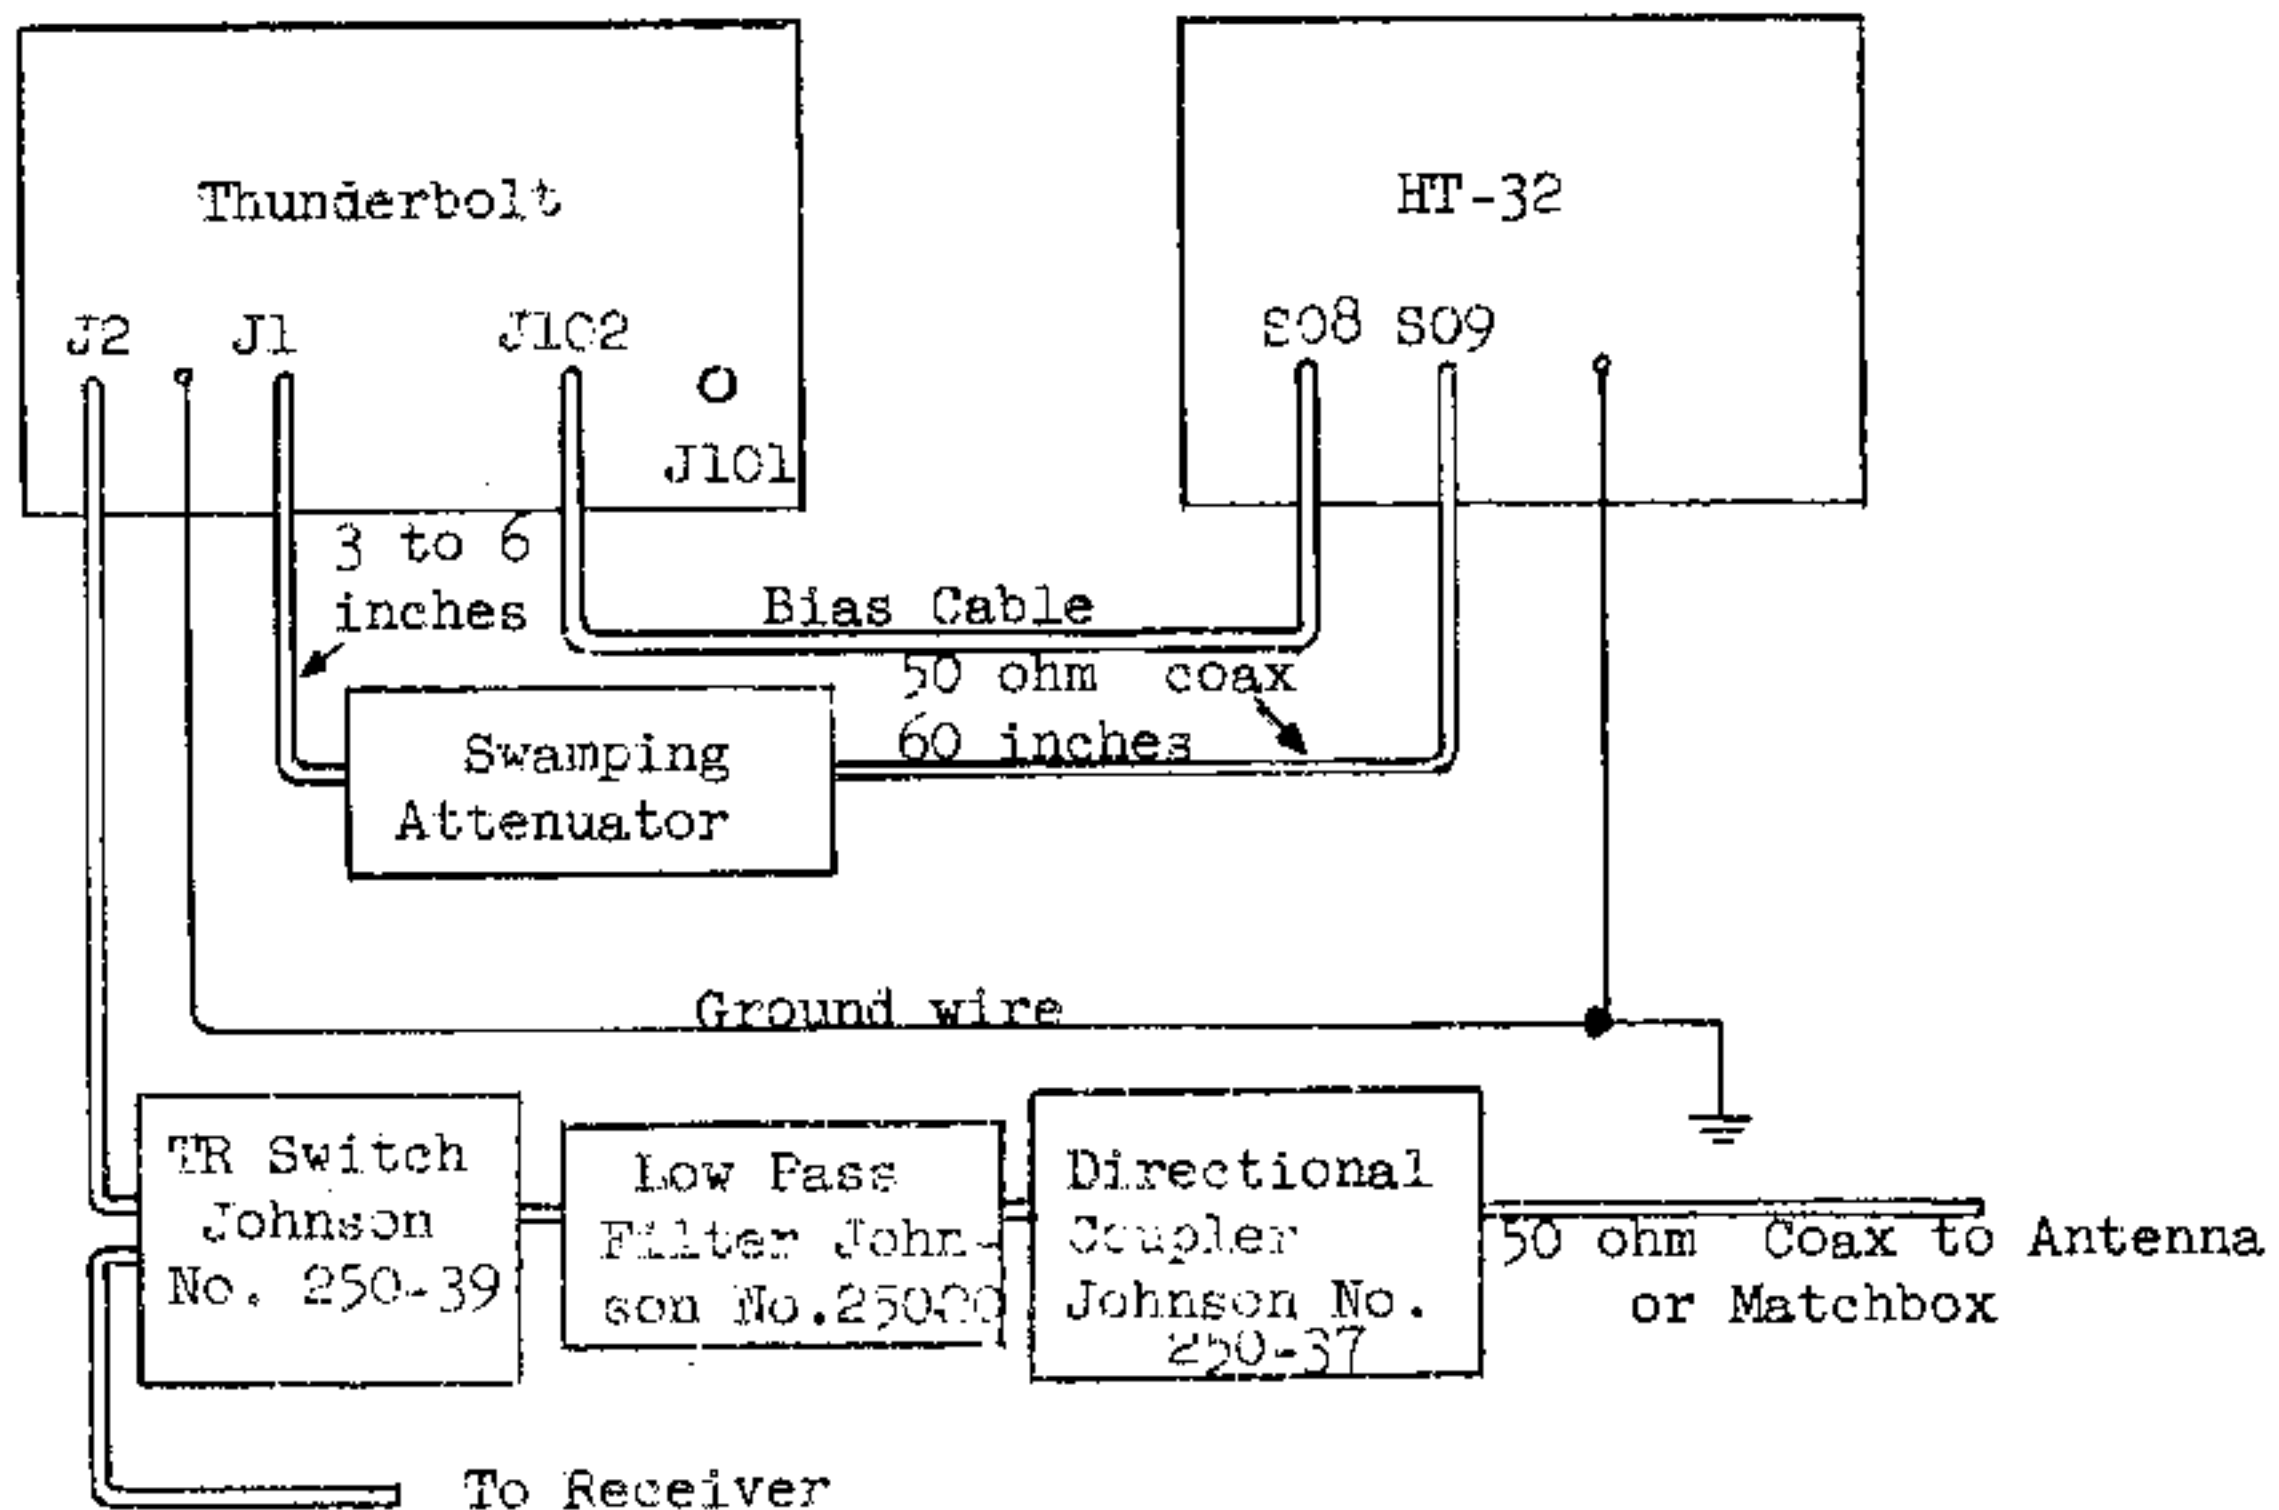 Thunderbolt
HT-32
J2
J1
J102
J101
SO8
SO9
3 to 6
inches
Bias Cable
50 ohm coax
60 inches
Swamping
Attenuator
Ground wire
TR Switch
Johnson
No. 250-39
Low Pass
Filter John-
son
Directional
Coupler
Johnson No.
250-37
50 ohm Coax to Antenna
or Matchbox
To Receiver